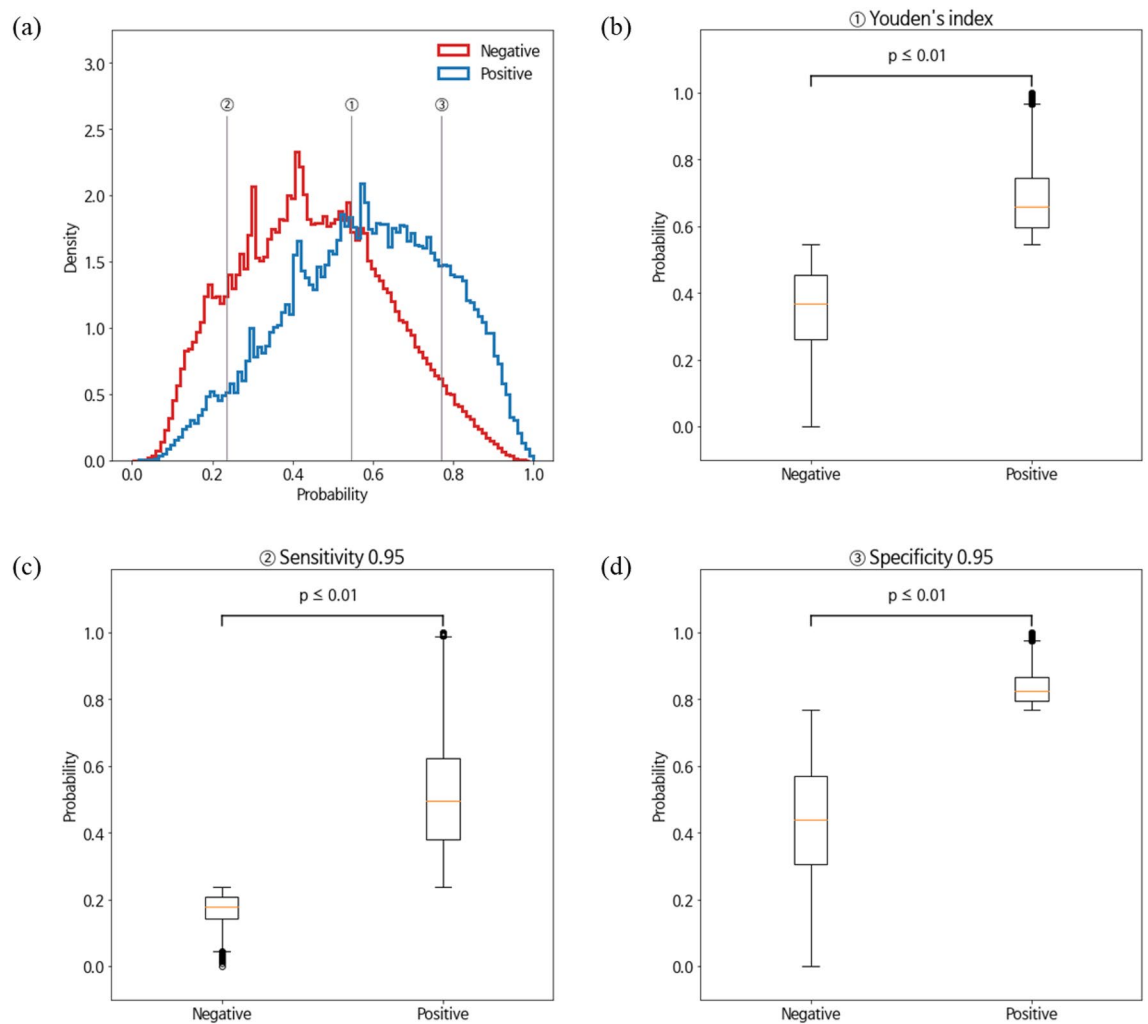 (a)
Negative
Positive
② ① ③
3.0
2.5
2.0
1.5
1.0
0.5
0.0
Density
0.0 0.2 0.4 0.6 0.8 1.0
Probability
(b)
① Youden's index
p ≤ 0.01
1.0
0.8
0.6
0.4
0.2
0.0
Probability
Negative Positive
(c)
② Sensitivity 0.95
p ≤ 0.01
1.0
0.8
0.6
0.4
0.2
0.0
Probability
Negative Positive
(d)
③ Specificity 0.95
p ≤ 0.01
1.0
0.8
0.6
0.4
0.2
0.0
Probability
Negative Positive